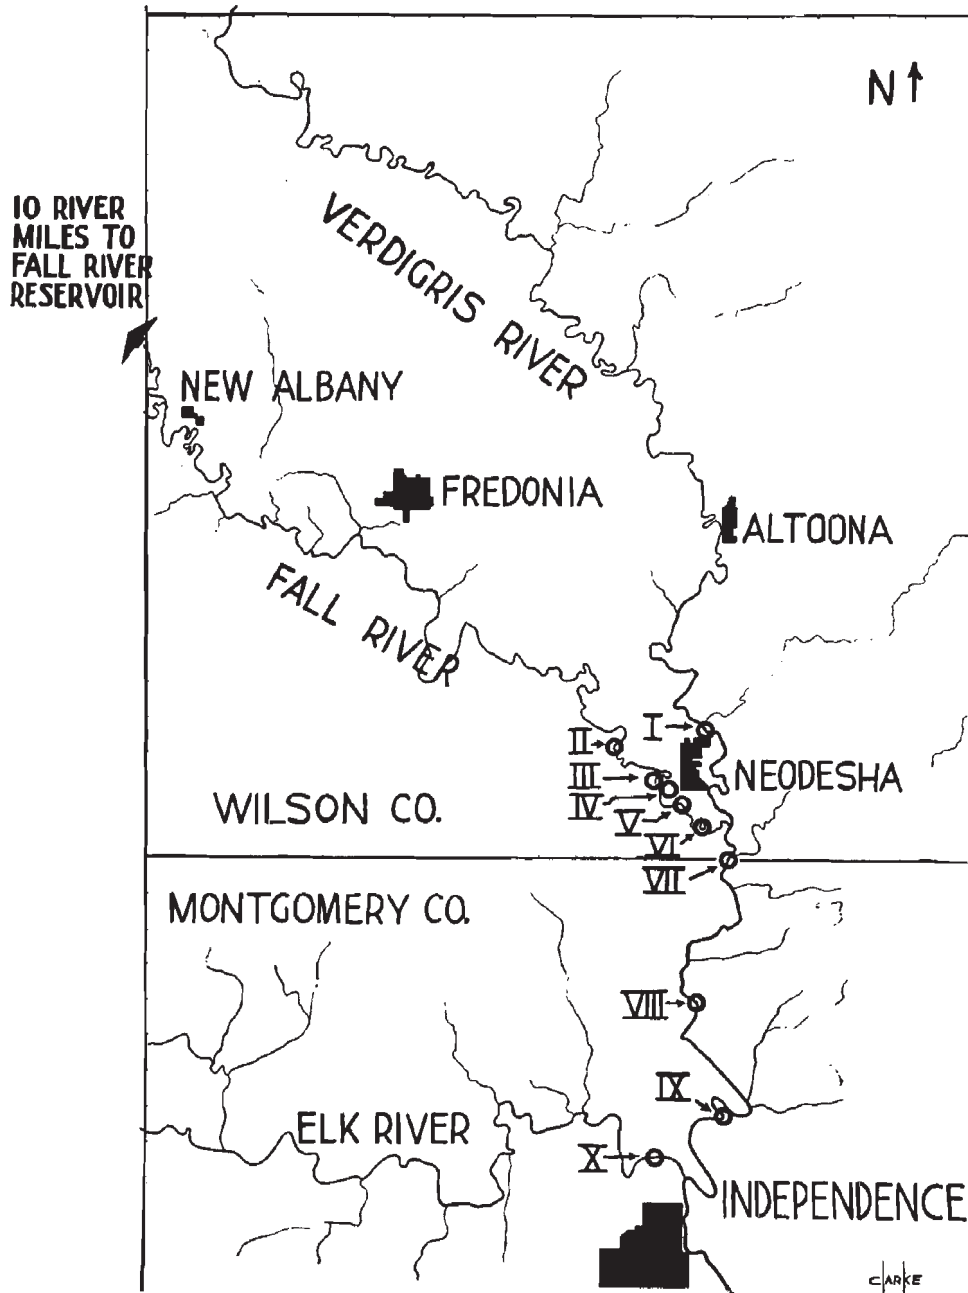 N
10 RIVER
MILES TO
FALL RIVER
RESERVOIR
VERDIGRIS RIVER
NEW ALBANY
FREDONIA
ALTOONA
FALL RIVER
I
II
III
NEODESHA
IV
WILSON CO.
V
VI
VII
MONTGOMERY CO.
VIII
IX
ELK RIVER
X
INDEPENDENCE
CLARKE